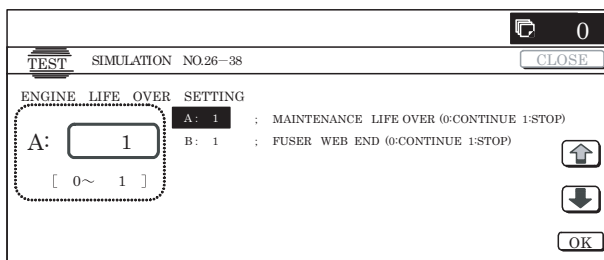 0
TEST SIMULATION NO.26-38 CLOSE
ENGINE LIFE OVER SETTING
A: 1 ; MAINTENANCE LIFE OVER (0:CONTINUE 1:STOP)
B: 1 ; FUSER WEB END (0:CONTINUE 1:STOP)
A: 1
[ 0~ 1 ]
OK